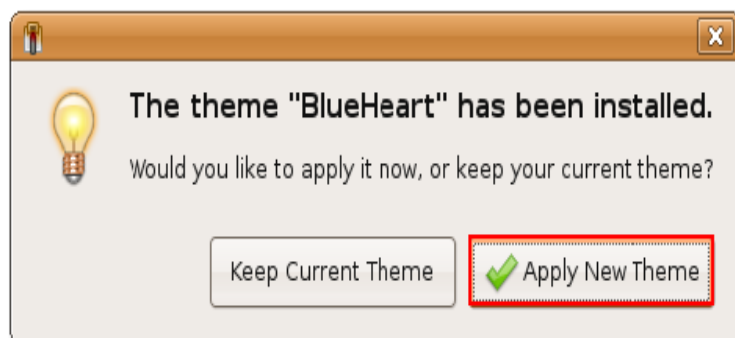 The theme "BlueHeart" has been installed.
Would you like to apply it now, or keep your current theme?
Keep Current Theme
Apply New Theme